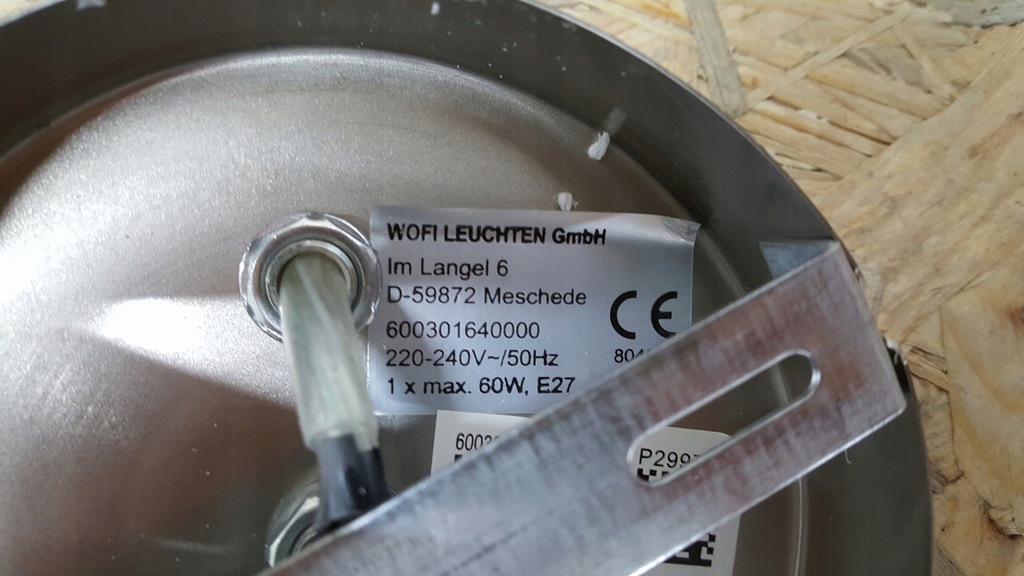 WOFI LEUCHTEN GmbH
Im Langel 6
D-59872 Meschede
600301640000
220-240V~/50Hz
1 x max. 60W, E27
CE